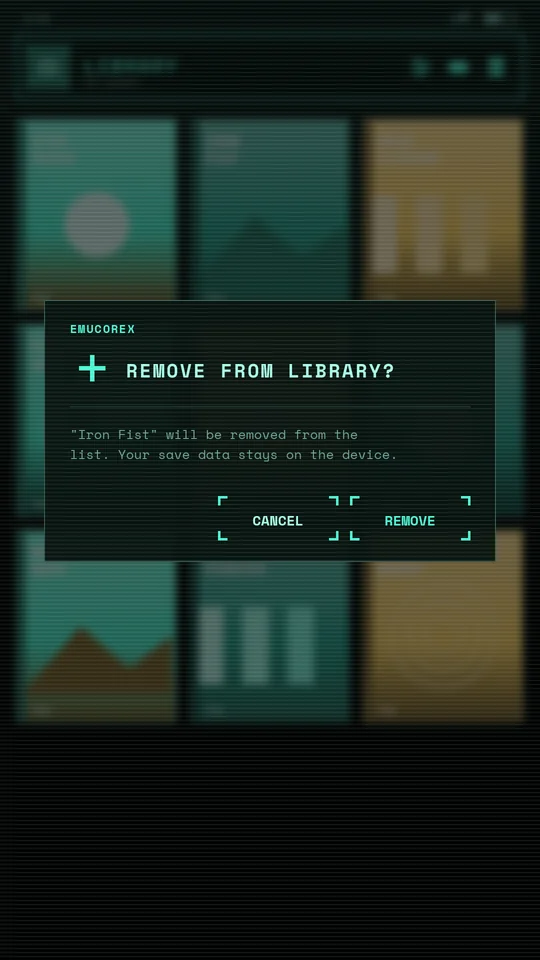 LIBRARY
EMUCOREX
REMOVE FROM LIBRARY?
"Iron Fist" will be removed from the
list. Your save data stays on the device.
CANCEL
REMOVE